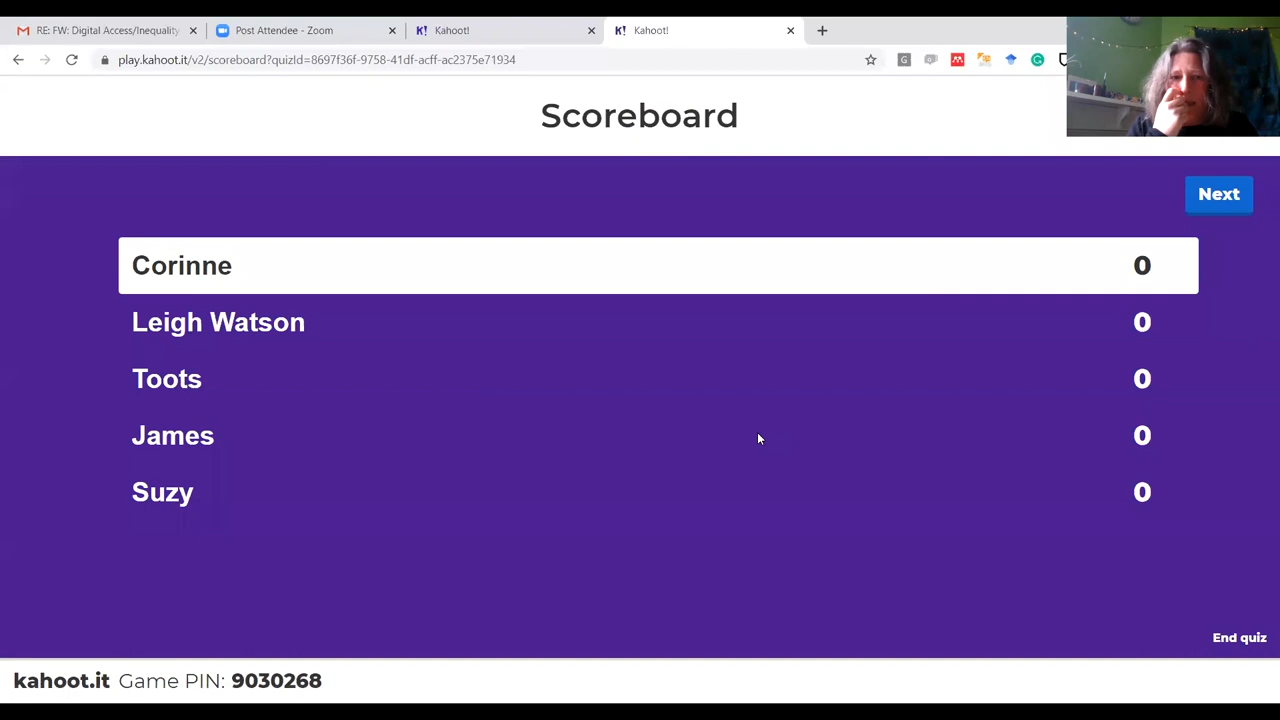 RE: FW: Digital Access/Inequality
Post Attendee - Zoom
K! Kahoot!
K! Kahoot!
play.kahoot.it/v2/scoreboard?quizId=8697f36f-9758-41df-acff-ac2375e71934
Scoreboard
Next
Corinne 0
Leigh Watson 0
Toots 0
James 0
Suzy 0
End quiz
kahoot.it Game PIN: 9030268